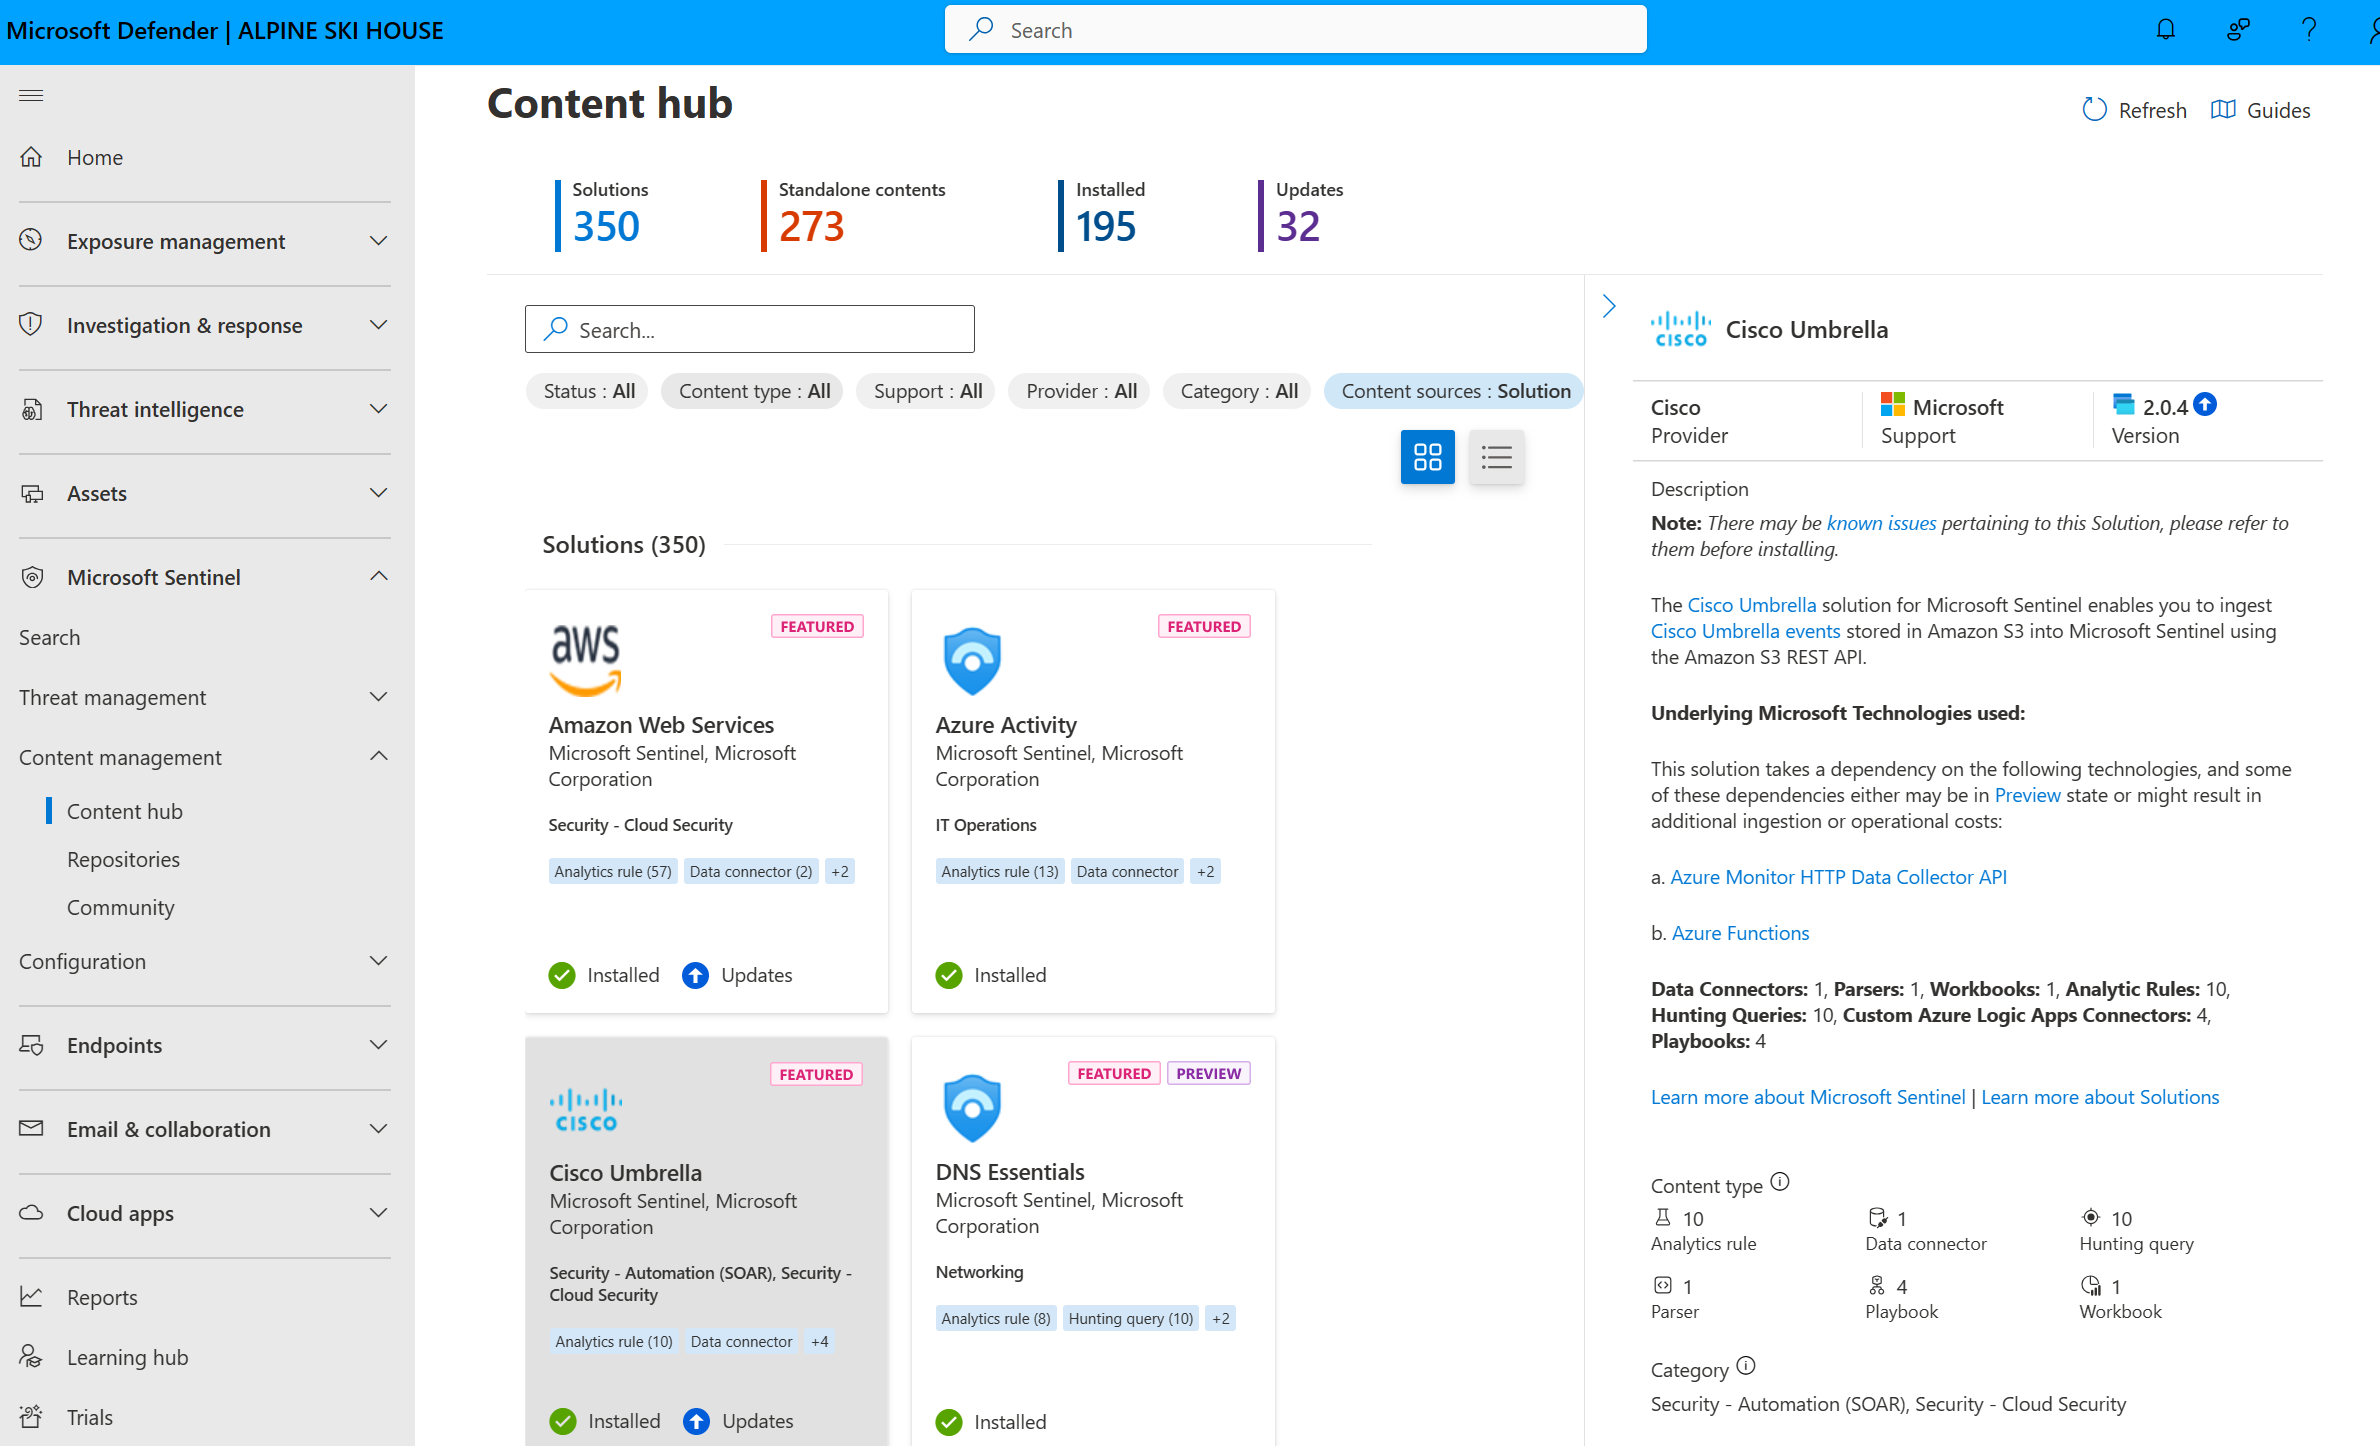 Microsoft Defender | ALPINE SKI HOUSE
Search
Home
Exposure management
Investigation & response
Threat intelligence
Assets
Microsoft Sentinel
Search
Threat management
Content management
Content hub
Repositories
Community
Configuration
Endpoints
Email & collaboration
Cloud apps
Reports
Learning hub
Trials
Content hub
Refresh
Guides
Solutions
350
Standalone contents
273
Installed
195
Updates
32
Search...
Status : All
Content type : All
Support : All
Provider : All
Category : All
Content sources : Solution
Solutions (350)
FEATURED
aws
Amazon Web Services
Microsoft Sentinel, Microsoft
Corporation
Security - Cloud Security
Analytics rule (57) Data connector (2) +2
Installed Updates
FEATURED
Azure Activity
Microsoft Sentinel, Microsoft
Corporation
IT Operations
Analytics rule (13) Data connector +2
Installed
FEATURED
CISCO
Cisco Umbrella
Microsoft Sentinel, Microsoft
Corporation
Security - Automation (SOAR), Security -
Cloud Security
Analytics rule (10) Data connector +4
Installed Updates
FEATURED PREVIEW
DNS Essentials
Microsoft Sentinel, Microsoft
Corporation
Networking
Analytics rule (8) Hunting query (10) +2
Installed
CISCO
Cisco Umbrella
Cisco
Provider
Microsoft
Support
2.0.4
Version
Description
Note: There may be known issues pertaining to this Solution, please refer to
them before installing.
The Cisco Umbrella solution for Microsoft Sentinel enables you to ingest
Cisco Umbrella events stored in Amazon S3 into Microsoft Sentinel using
the Amazon S3 REST API.
Underlying Microsoft Technologies used:
This solution takes a dependency on the following technologies, and some
of these dependencies either may be in Preview state or might result in
additional ingestion or operational costs:
a. Azure Monitor HTTP Data Collector API
b. Azure Functions
Data Connectors: 1, Parsers: 1, Workbooks: 1, Analytic Rules: 10,
Hunting Queries: 10, Custom Azure Logic Apps Connectors: 4,
Playbooks: 4
Learn more about Microsoft Sentinel | Learn more about Solutions
Content type
10
Analytics rule
1
Data connector
10
Hunting query
1
Parser
4
Playbook
1
Workbook
Category
Security - Automation (SOAR), Security - Cloud Security